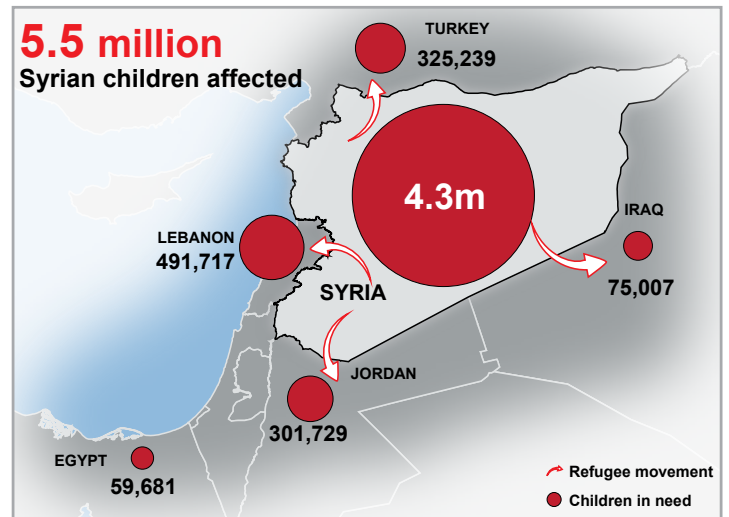 5.5 million
Syrian children affected
TURKEY
325,239
4.3m
IRAQ
75,007
LEBANON
491,717
SYRIA
JORDAN
301,729
EGYPT
59,681
Refugee movement
Children in need